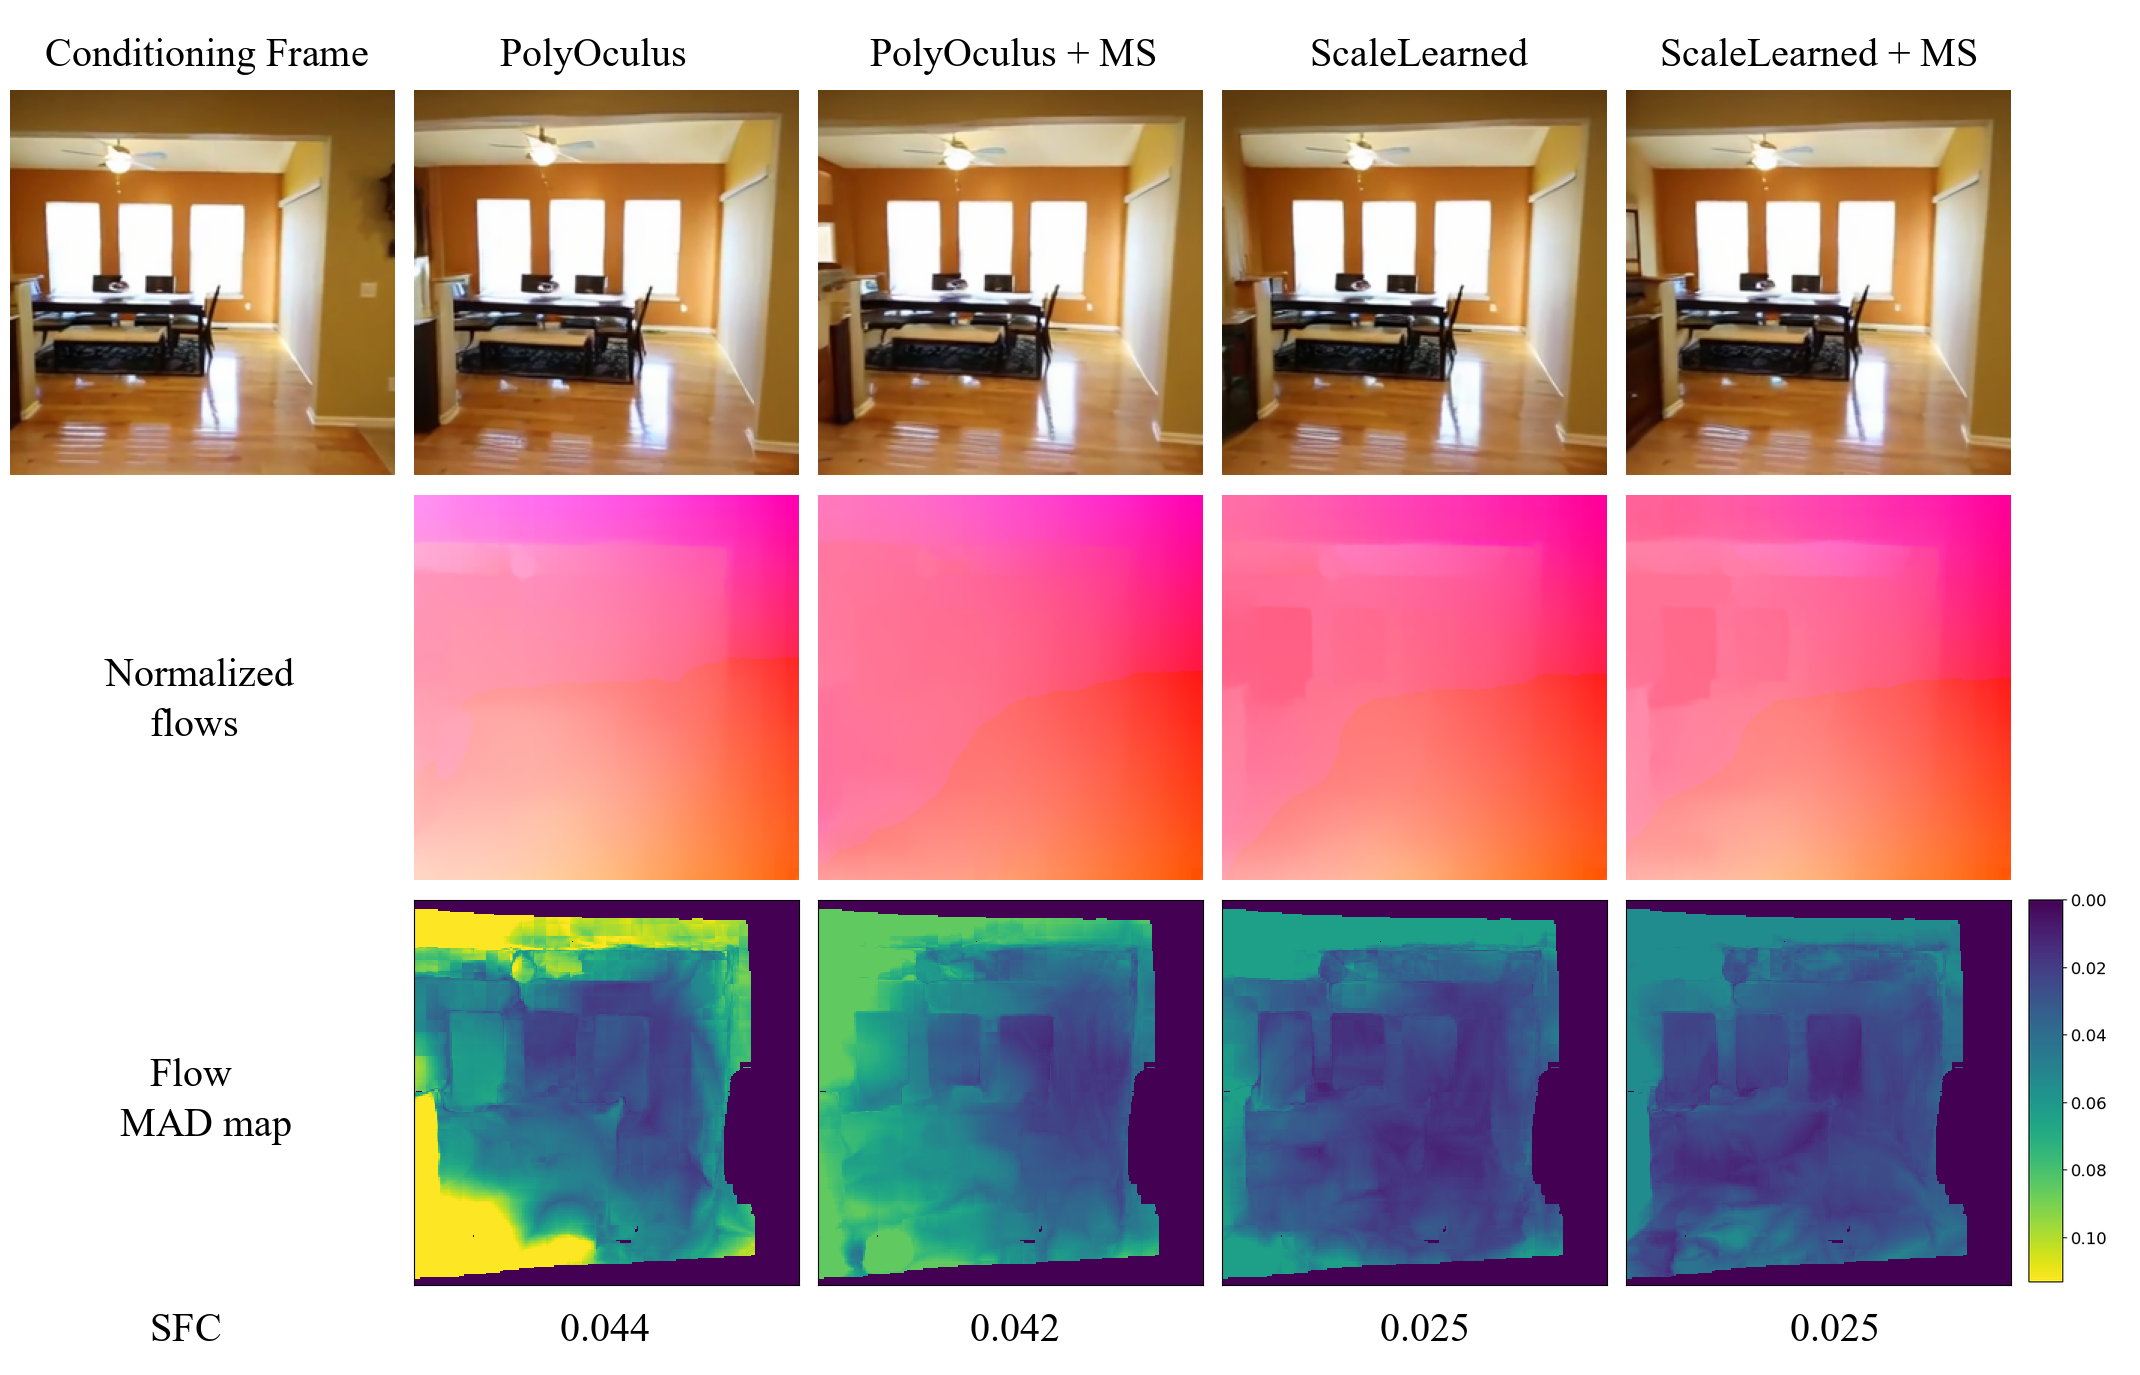 Conditioning Frame
PolyOculus
PolyOculus + MS
ScaleLearned
ScaleLearned + MS
Normalized
flows
Flow
MAD map
0.00
0.02
0.04
0.06
0.08
0.10
SFC
0.044
0.042
0.025
0.025